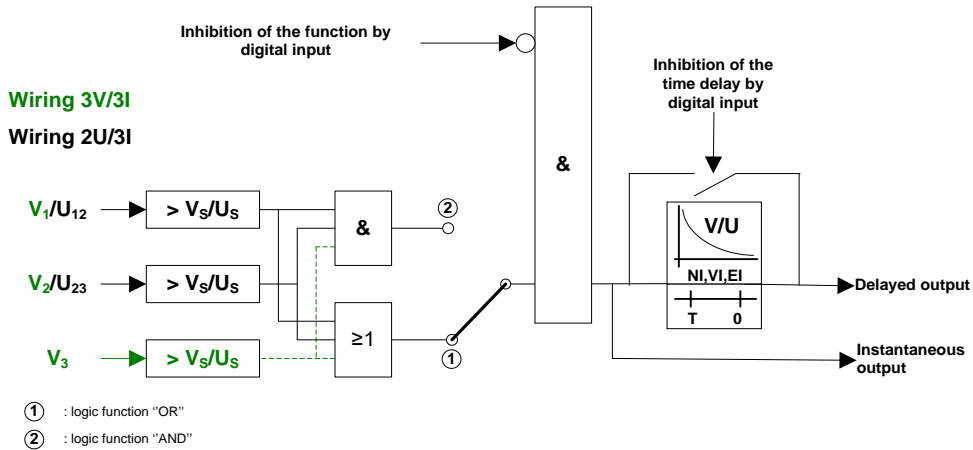 Inhibition of the function by
digital input
Inhibition of the
time delay by
digital input
Wiring 3V/3I
Wiring 2U/3I
&
V1/U12
> VS/US
&
2
V/U
V2/U23
> VS/US
NI,VI,EI
T 0
Delayed output
V3
> VS/US
≥1
1
Instantaneous
output
1 : logic function ‘'OR’'
2 : logic function ‘'AND’'